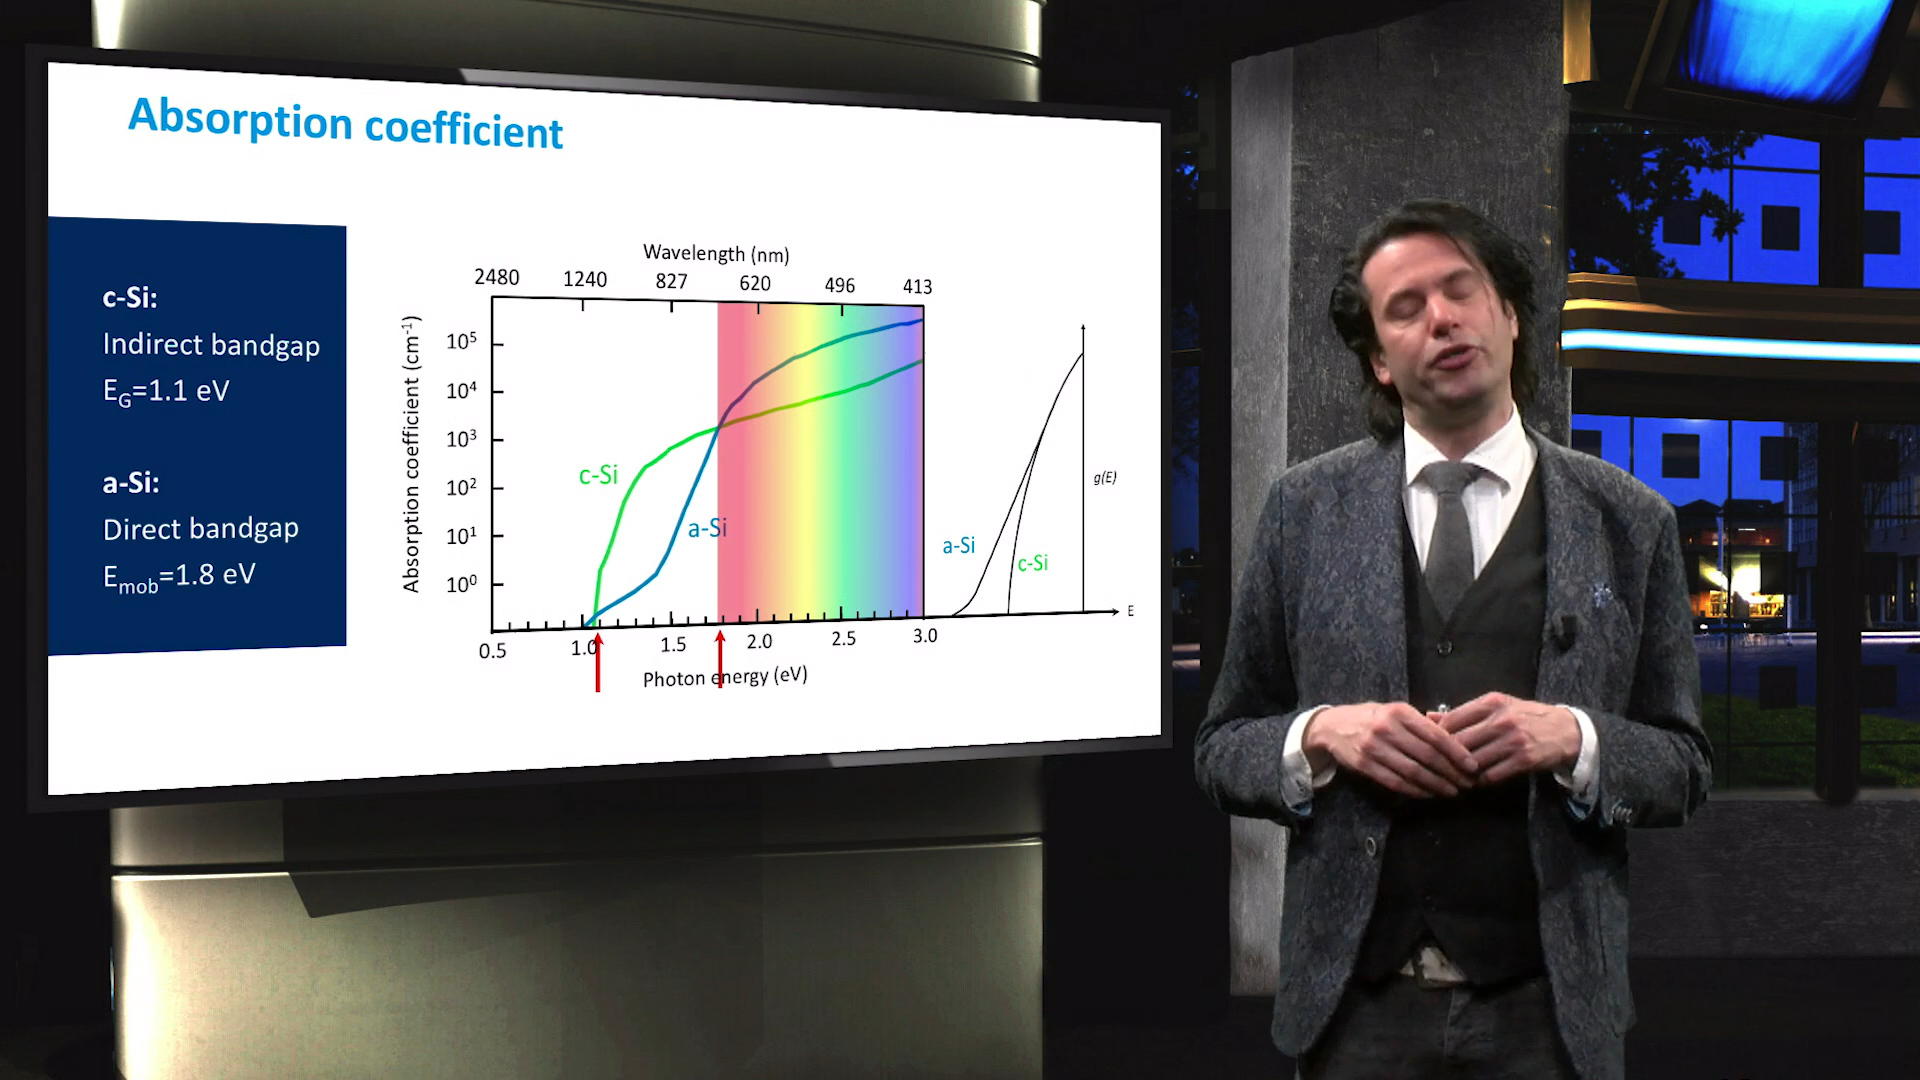 Absorption coefficient
c-Si:
Indirect bandgap
E_G=1.1 eV
a-Si:
Direct bandgap
E_mob=1.8 eV
Wavelength (nm)
2480 1240 827 620 496 413
Absorption coefficient (cm⁻¹)
10⁵
10⁴
10³
10²
10¹
10⁰
c-Si
a-Si
0.5 1.0 1.5 2.0 2.5 3.0
Photon energy (eV)
g(E)
a-Si
c-Si
E